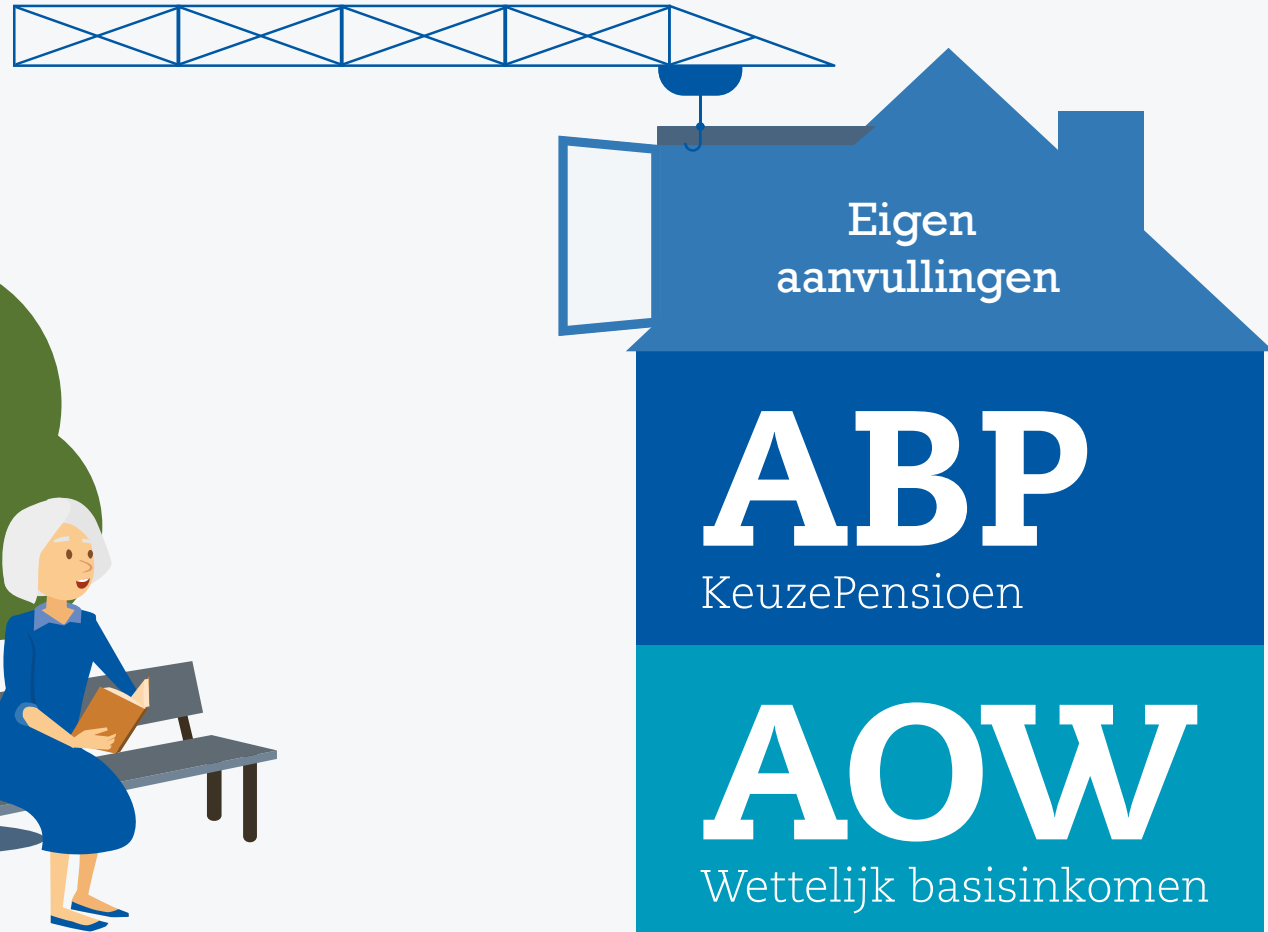 Eigen
aanvullingen
ABP
KeuzePensioen
AOW
Wettelijk basisinkomen